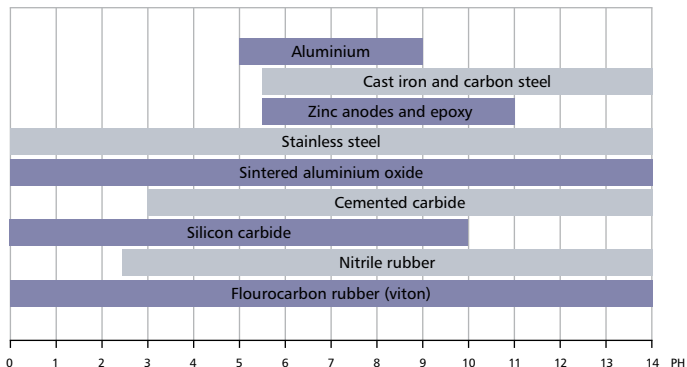 Aluminium
Cast iron and carbon steel
Zinc anodes and epoxy
Stainless steel
Sintered aluminium oxide
Cemented carbide
Silicon carbide
Nitrile rubber
Flourocarbon rubber (viton)
0 1 2 3 4 5 6 7 8 9 10 11 12 13 14 PH